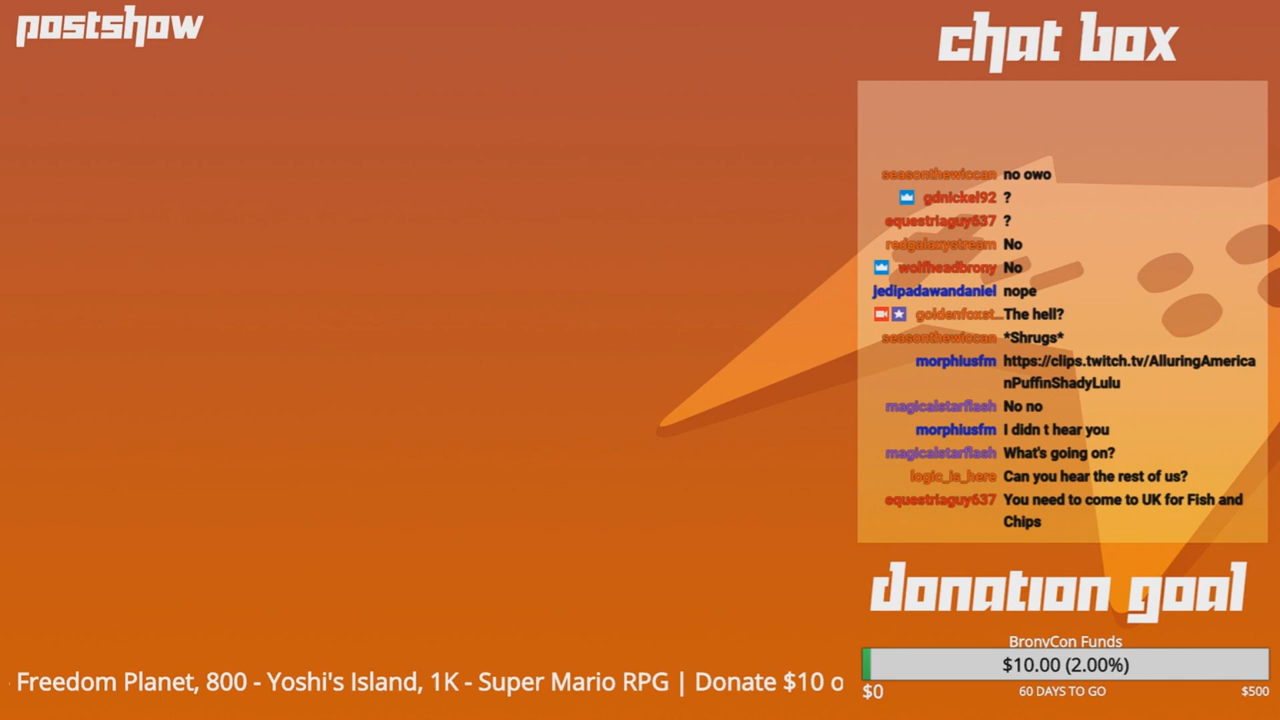 postshow
chat box
seasonthewiccan no owo
gdnickel92 ?
equestriaguy637 ?
redgalaxystream No
wolfheadbrony No
jedipadawandaniel nope
goldenfoxst... The hell?
seasonthewiccan *Shrugs*
morphiusfm https://clips.twitch.tv/AlluringAmerica
nPuffinShadyLulu
magicalstarflash No no
morphiusfm I didn t hear you
magicalstarflash What's going on?
logic_is_here Can you hear the rest of us?
equestriaguy637 You need to come to UK for Fish and
Chips
donation goal
BronyCon Funds
$10.00 (2.00%)
$0 60 DAYS TO GO $500
Freedom Planet, 800 - Yoshi's Island, 1K - Super Mario RPG | Donate $10 o